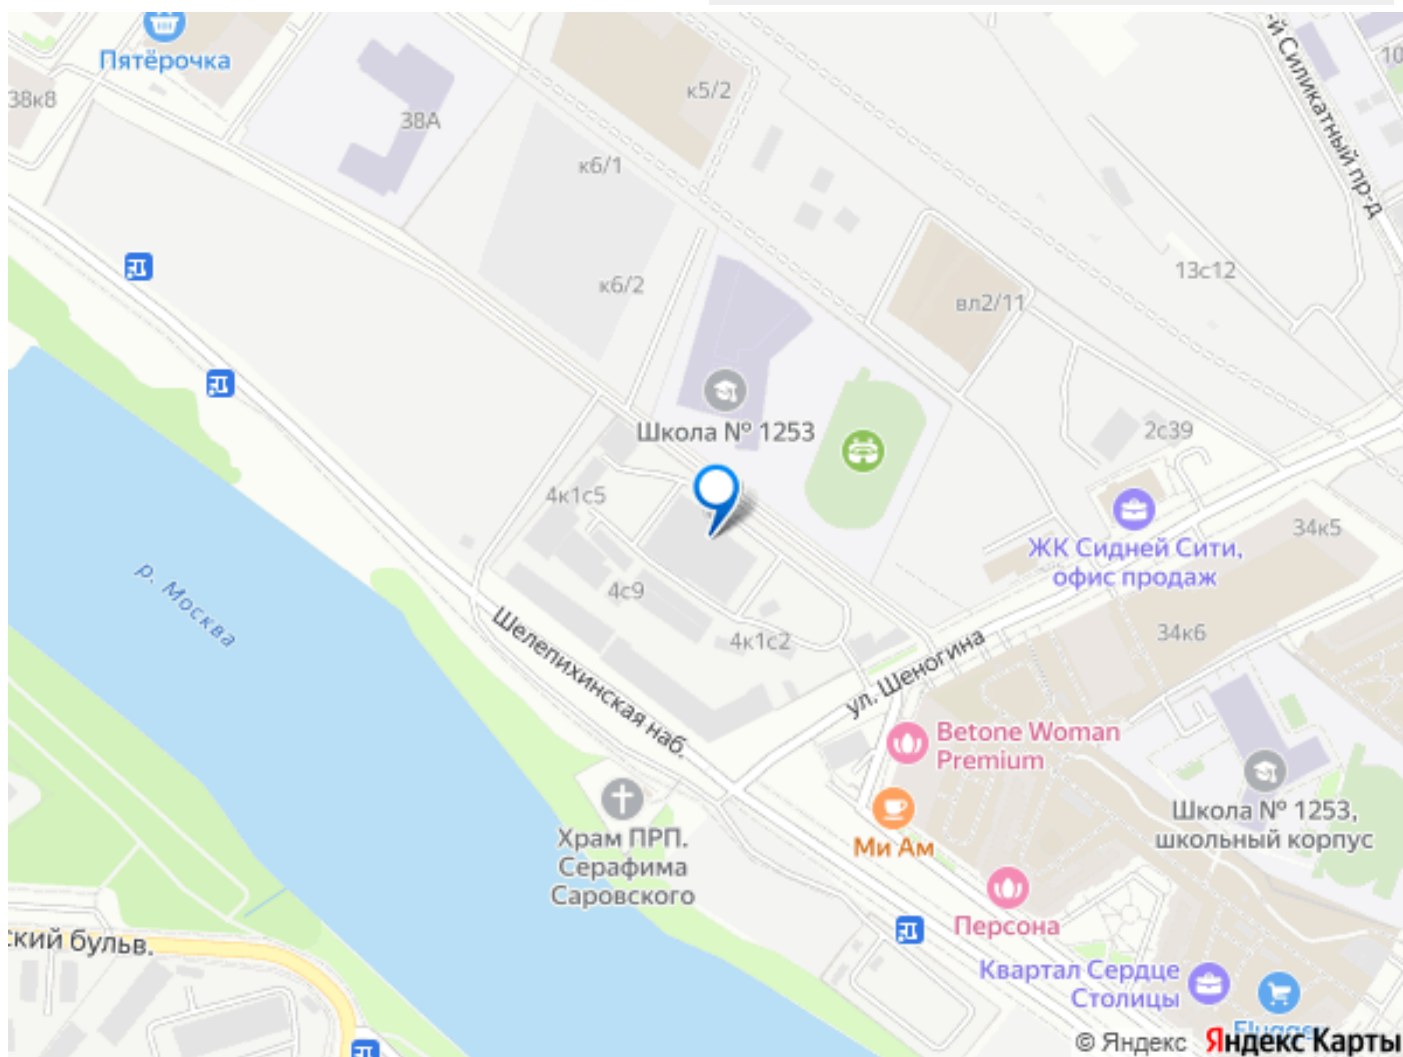 Пятёрочка
38к8
38А
к5/2
к6/1
к6/2
-й Силикатный пр-д
10
13с12
вл2/11
Школа № 1253
2с39
4к1с5
ЖК Сидней Сити,
офис продаж
34к5
р. Москва
4с9
4к1с2
34к6
Шелепихинская наб.
ул. Шеногина
Betone Woman
Premium
Школа № 1253,
школьный корпус
Храм ПРП.
Серафима
Саровского
Ми Ам
Персона
ский бульв.
Квартал Сердце
Столицы
Flugge
© Яндекс Яндекс Карты